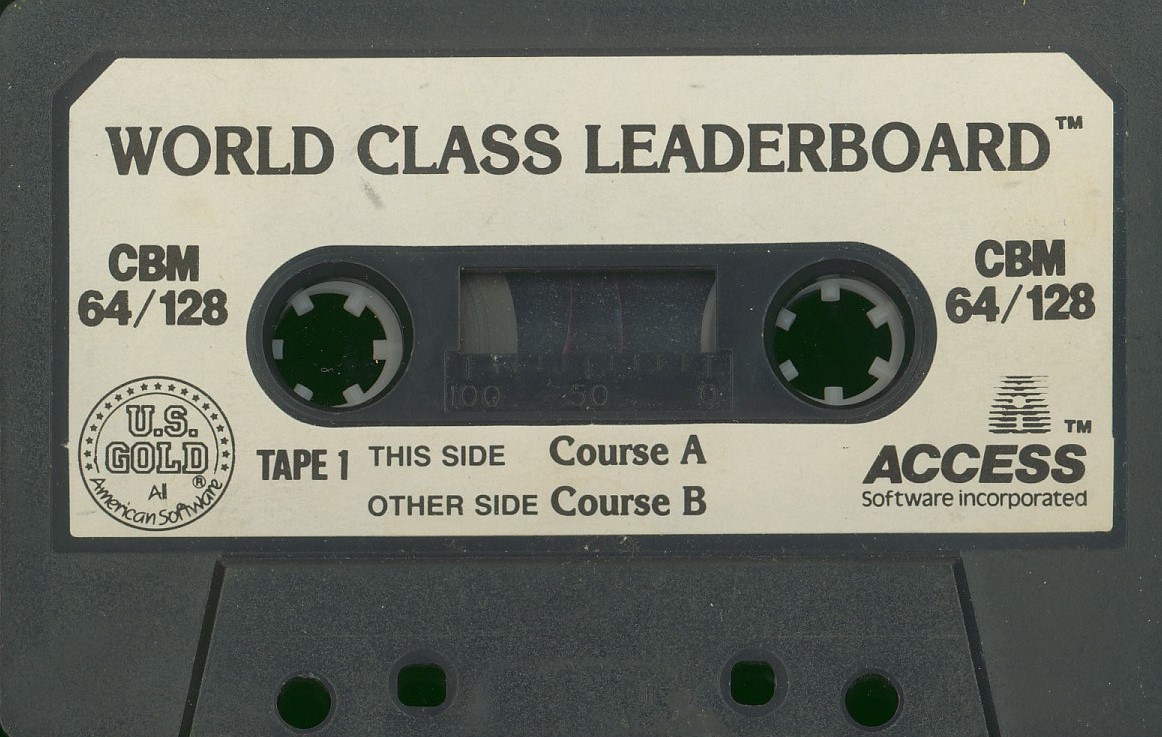 WORLD CLASS LEADERBOARD™
CBM
64/128
CBM
64/128
100 50 0
U.S.
GOLD®
All
American Software
TAPE 1 THIS SIDE Course A
OTHER SIDE Course B
™
ACCESS
Software incorporated